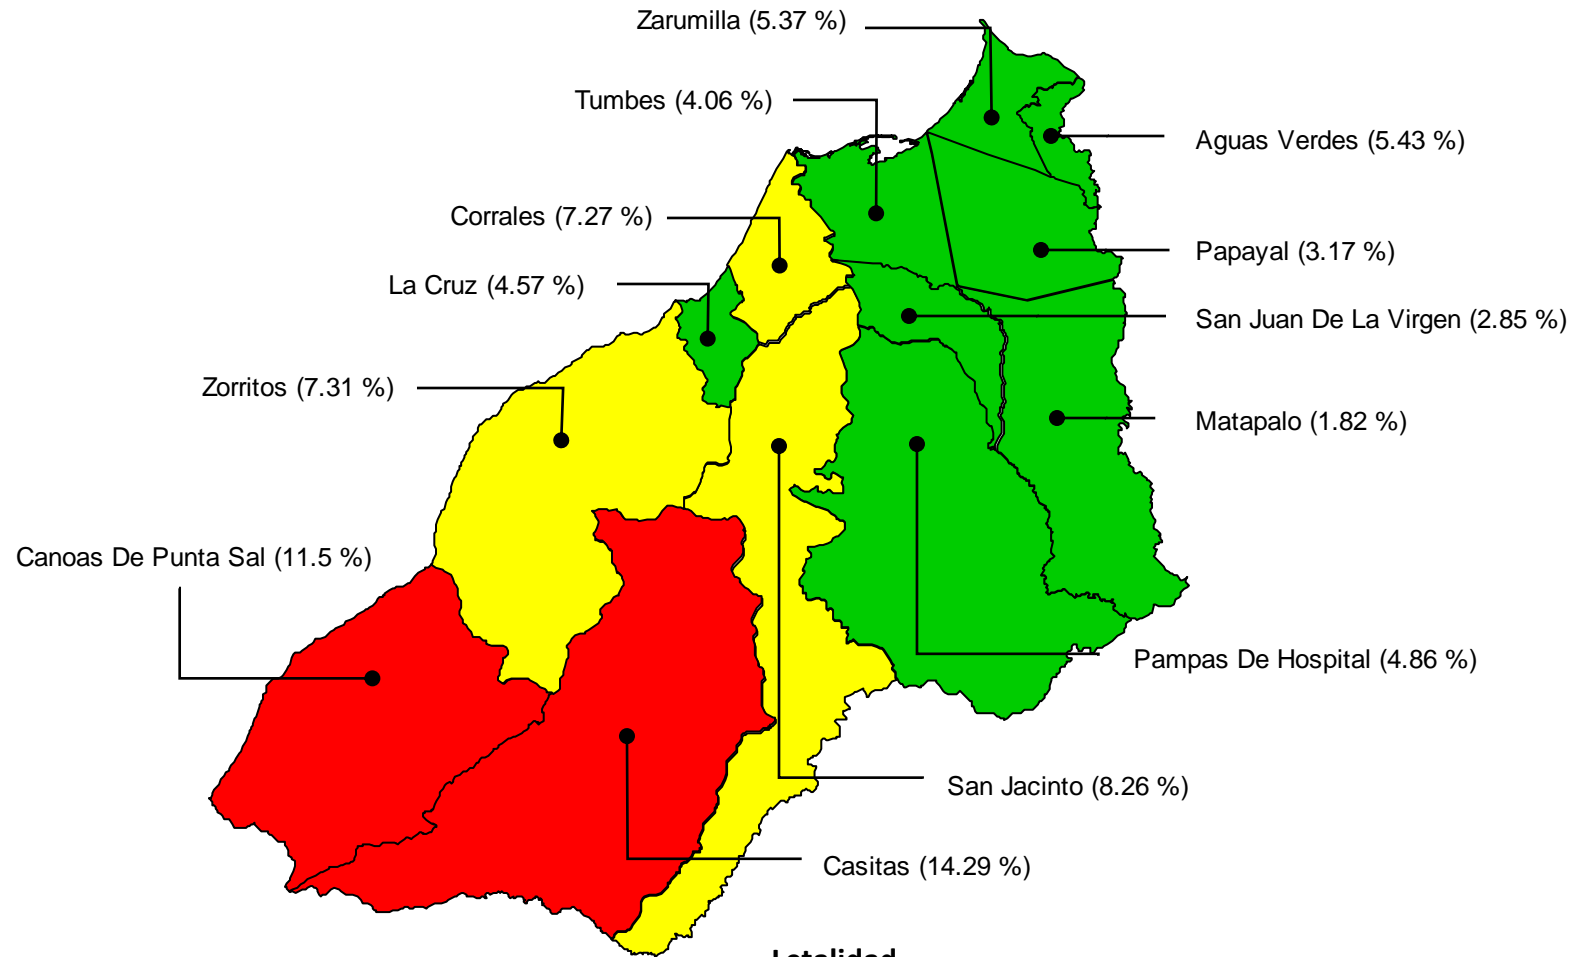 Zarumilla (5.37 %)
Tumbes (4.06 %)
Aguas Verdes (5.43 %)
Corrales (7.27 %)
Papayal (3.17 %)
La Cruz (4.57 %)
San Juan De La Virgen (2.85 %)
Zorritos (7.31 %)
Matapalo (1.82 %)
Canoas De Punta Sal (11.5 %)
Pampas De Hospital (4.86 %)
San Jacinto (8.26 %)
Casitas (14.29 %)
Letalidad